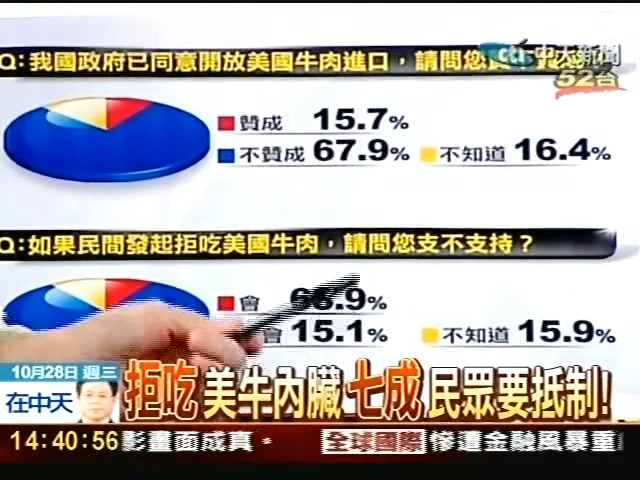 Q:我國政府已同意開放美國牛肉進口，請問您
cti 中天新聞
52台
贊成 15.7%
不贊成 67.9% 不知道 16.4%
Q:如果民間發起拒吃美國牛肉，請問您支不支持？
會 68.9%
會 15.1% 不知道 15.9%
10月28日 週三
在中天
拒吃美牛內臟 七成民眾要抵制!
14:40:56 影畫面成真。 全球國際 慘遭金融風暴重